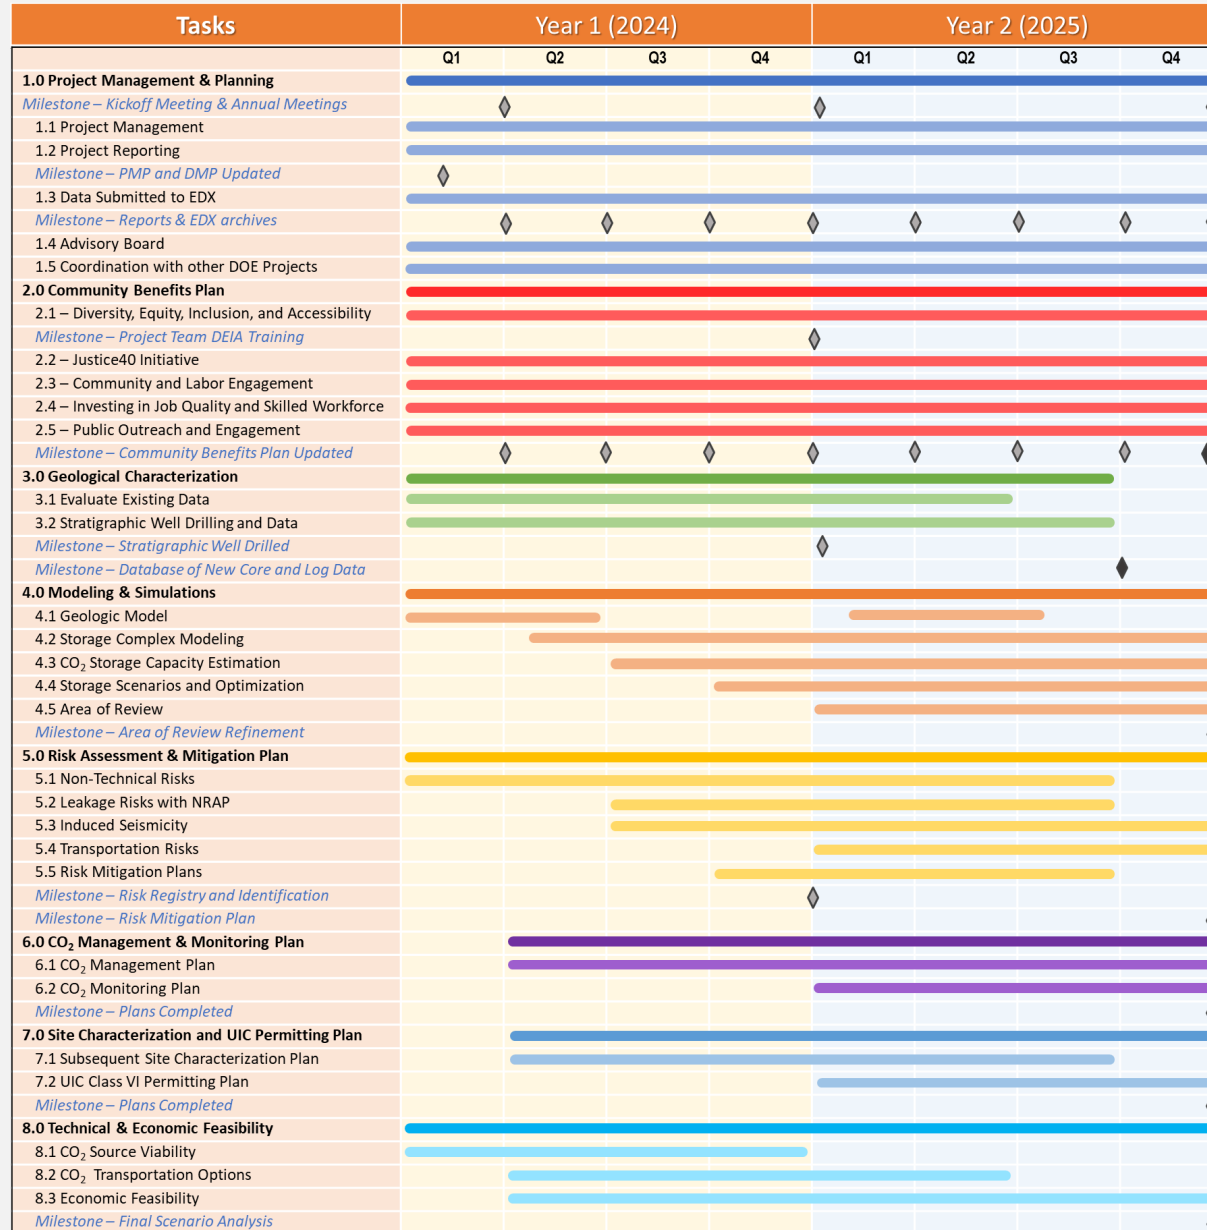 Tasks Year 1 (2024) Year 2 (2025)
Q1 Q2 Q3 Q4 Q1 Q2 Q3 Q4
1.0 Project Management & Planning
Milestone – Kickoff Meeting & Annual Meetings
1.1 Project Management
1.2 Project Reporting
Milestone – PMP and DMP Updated
1.3 Data Submitted to EDX
Milestone – Reports & EDX archives
1.4 Advisory Board
1.5 Coordination with other DOE Projects
2.0 Community Benefits Plan
2.1 – Diversity, Equity, Inclusion, and Accessibility
Milestone – Project Team DEIA Training
2.2 – Justice40 Initiative
2.3 – Community and Labor Engagement
2.4 – Investing in Job Quality and Skilled Workforce
2.5 – Public Outreach and Engagement
Milestone – Community Benefits Plan Updated
3.0 Geological Characterization
3.1 Evaluate Existing Data
3.2 Stratigraphic Well Drilling and Data
Milestone – Stratigraphic Well Drilled
Milestone – Database of New Core and Log Data
4.0 Modeling & Simulations
4.1 Geologic Model
4.2 Storage Complex Modeling
4.3 CO₂ Storage Capacity Estimation
4.4 Storage Scenarios and Optimization
4.5 Area of Review
Milestone – Area of Review Refinement
5.0 Risk Assessment & Mitigation Plan
5.1 Non-Technical Risks
5.2 Leakage Risks with NRAP
5.3 Induced Seismicity
5.4 Transportation Risks
5.5 Risk Mitigation Plans
Milestone – Risk Registry and Identification
Milestone – Risk Mitigation Plan
6.0 CO₂ Management & Monitoring Plan
6.1 CO₂ Management Plan
6.2 CO₂ Monitoring Plan
Milestone – Plans Completed
7.0 Site Characterization and UIC Permitting Plan
7.1 Subsequent Site Characterization Plan
7.2 UIC Class VI Permitting Plan
Milestone – Plans Completed
8.0 Technical & Economic Feasibility
8.1 CO₂ Source Viability
8.2 CO₂ Transportation Options
8.3 Economic Feasibility
Milestone – Final Scenario Analysis